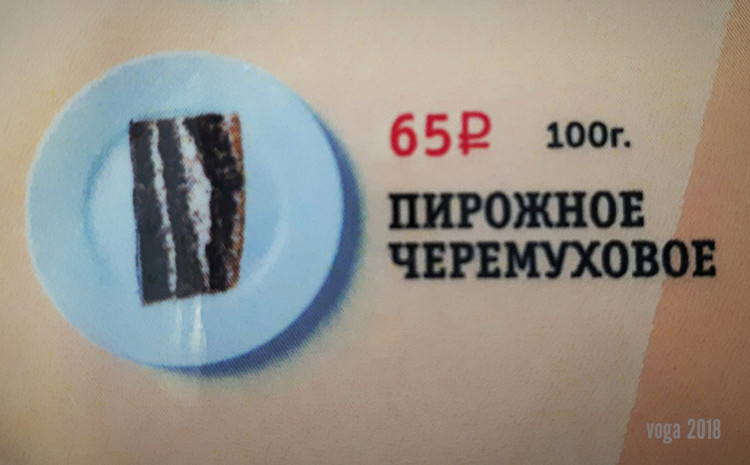 65₽ 100г.
ПИРОЖНОЕ
ЧЕРЕМУХОВОЕ
voga 2018